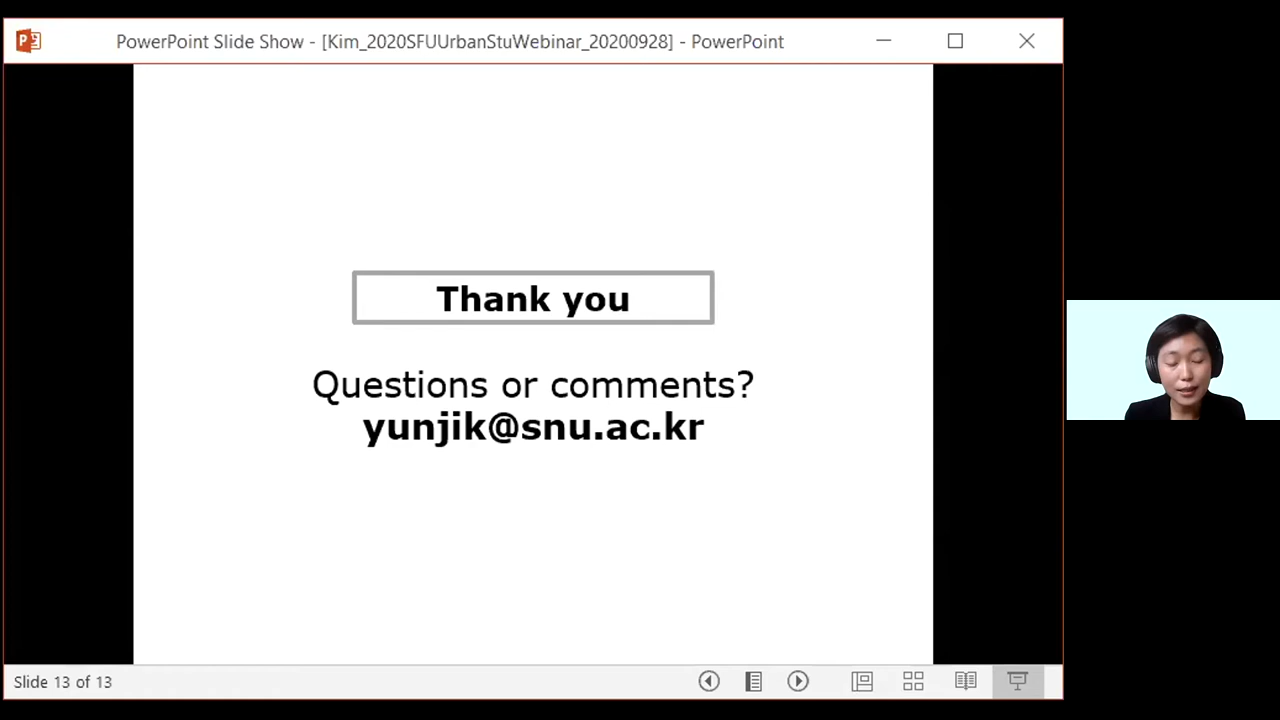 PowerPoint Slide Show - [Kim_2020SFUUrbanStuWebinar_20200928] - PowerPoint
Thank you
Questions or comments?
yunjik@snu.ac.kr
Slide 13 of 13